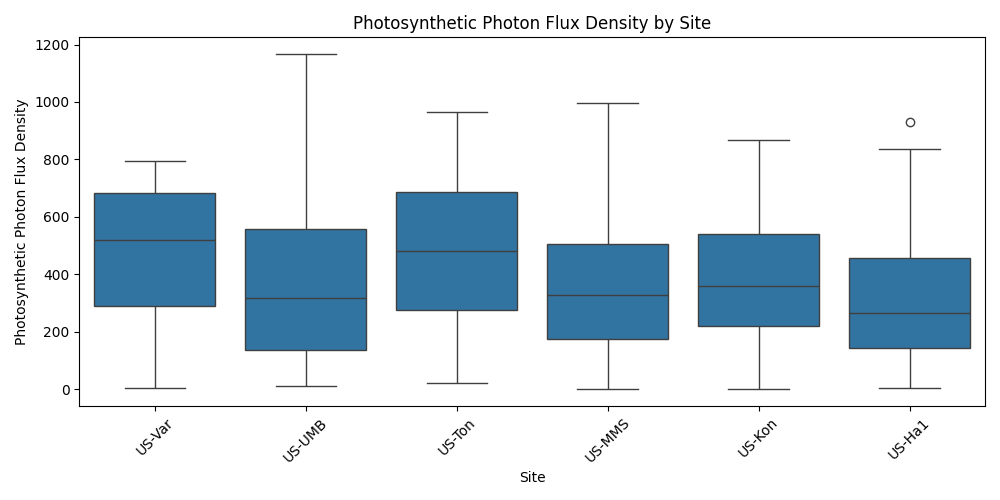 Photosynthetic Photon Flux Density by Site
Photosynthetic Photon Flux Density
1200
1000
800
600
400
200
0
US-Var
US-UMB
US-Ton
US-MMS
US-Kon
US-Ha1
Site